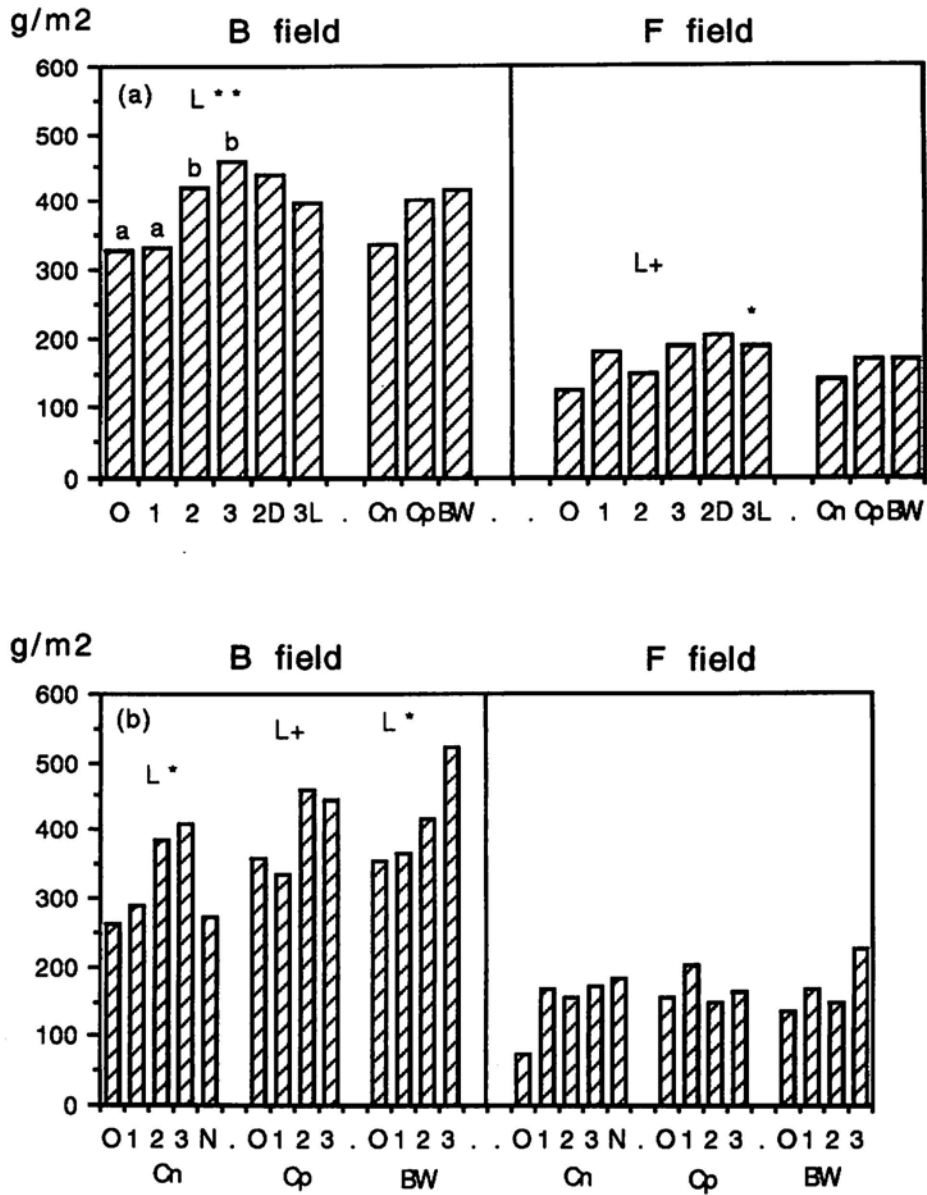 g/m2
B field F field
600
(a) L **
500
b
b
400
a a
300
L+
*
200
100
0
O 1 2 3 2D 3L . Cn Cp BW . . O 1 2 3 2D 3L . Cn Cp BW
g/m2
B field F field
600
(b) L+ L *
500
L *
400
300
200
100
0
O 1 2 3 N . O 1 2 3 . O 1 2 3 . . O 1 2 3 N . O 1 2 3 . O 1 2 3
Cn Cp BW Cn Cp BW